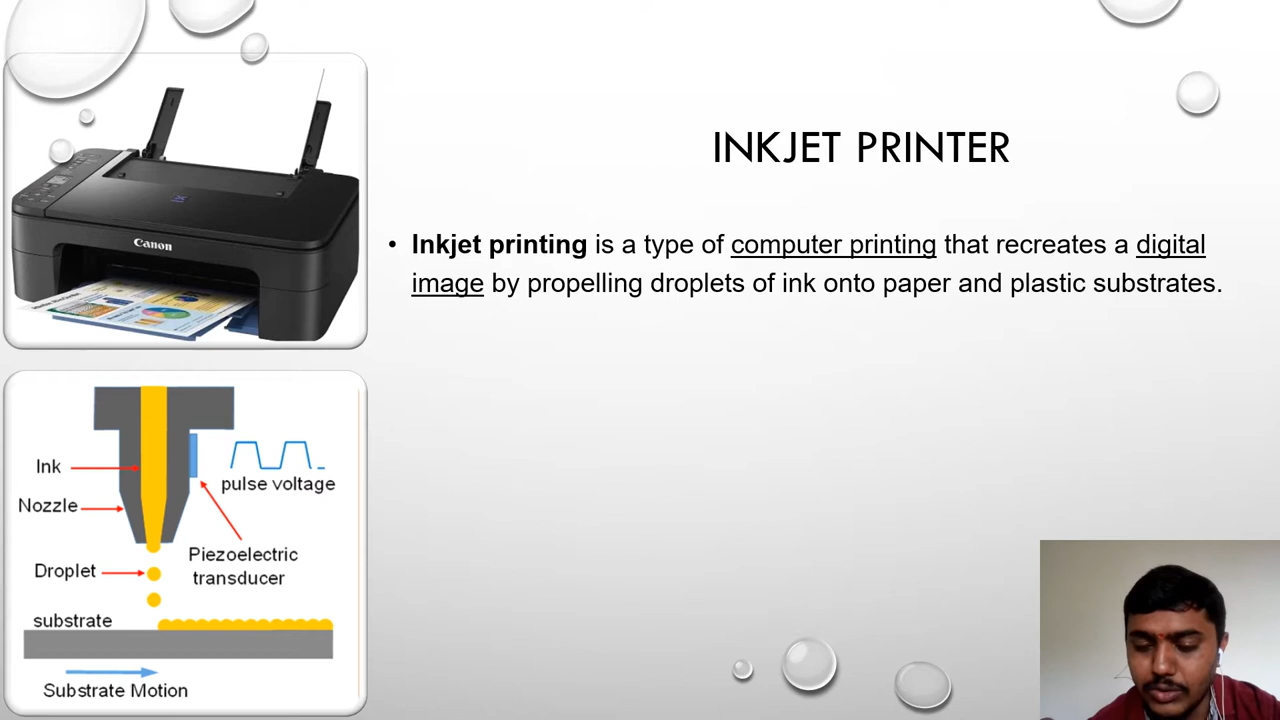 INKJET PRINTER
• Inkjet printing is a type of computer printing that recreates a digital
image by propelling droplets of ink onto paper and plastic substrates.
Canon
Ink
pulse voltage
Nozzle
Piezoelectric
transducer
Droplet
substrate
Substrate Motion